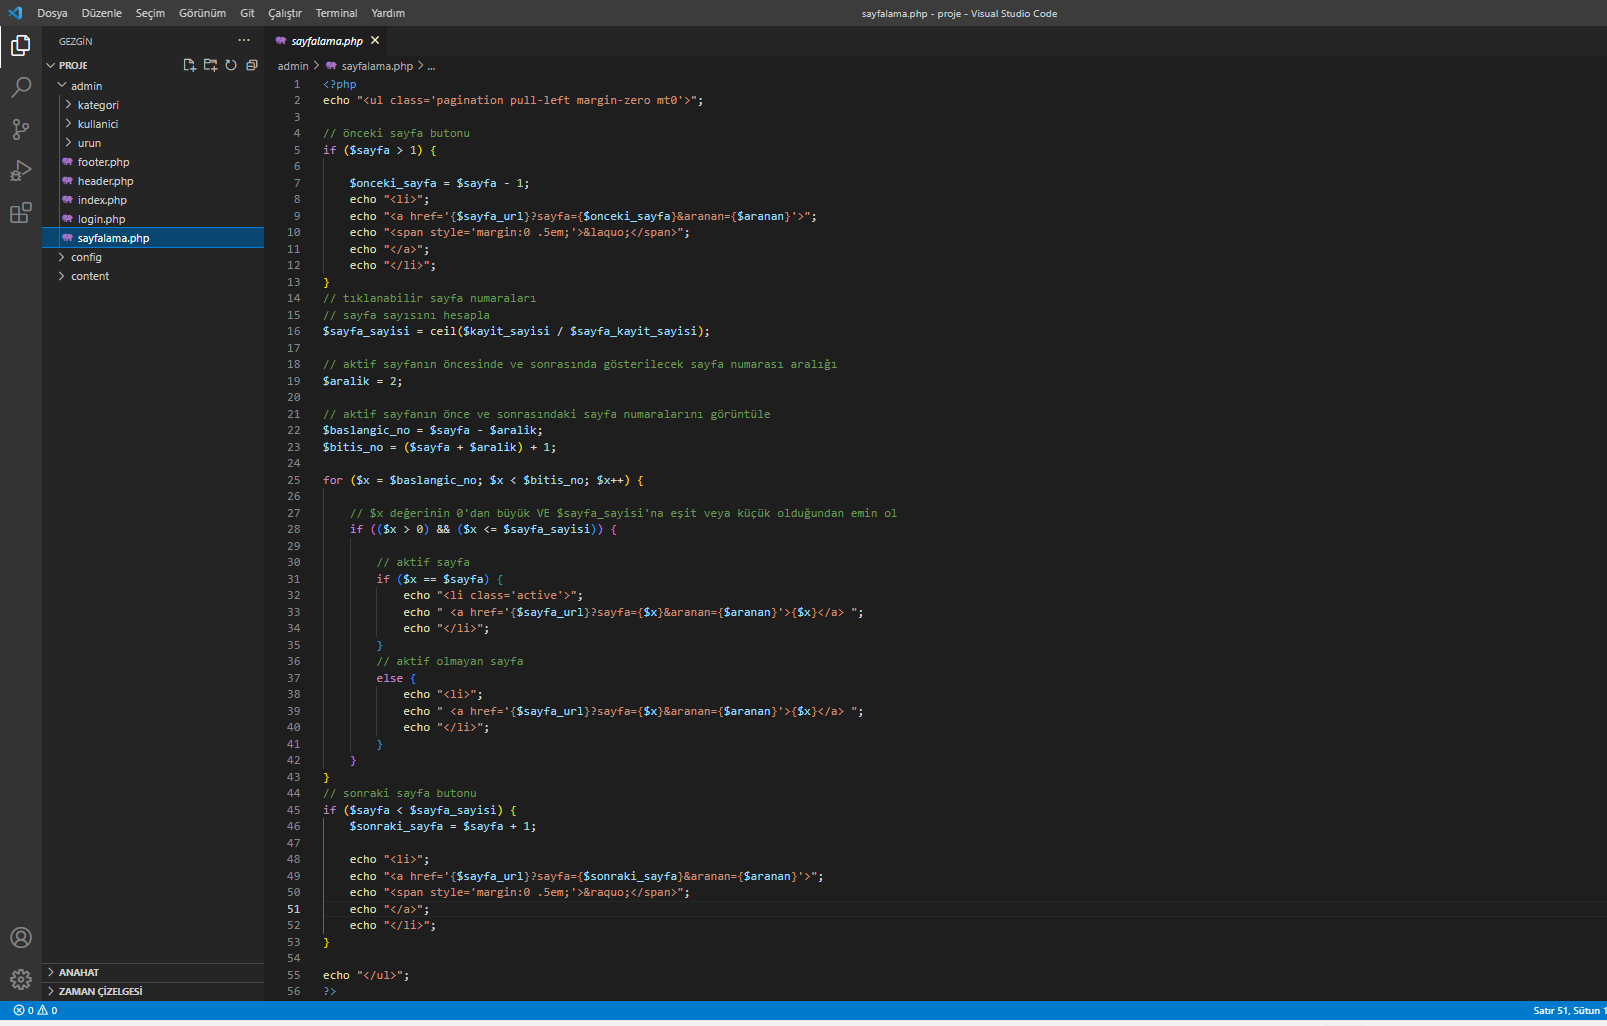 Dosya Düzenle Seçim Görünüm Git Çalıştır Terminal Yardım
sayfalama.php - proje - Visual Studio Code
GEZGİN
PROJE
admin
kategori
kullanici
urun
footer.php
header.php
index.php
login.php
sayfalama.php
config
content
ANAHAT
ZAMAN ÇİZELGESİ
sayfalama.php
admin > sayfalama.php > ...
1 <?php
2 echo "<ul class='pagination pull-left margin-zero mt0'>";
3
4 // önceki sayfa butonu
5 if ($sayfa > 1) {
6
7     $onceki_sayfa = $sayfa - 1;
8     echo "<li>";
9     echo "<a href='{$sayfa_url}?sayfa={$onceki_sayfa}&aranan={$aranan}'>";
10     echo "<span style='margin:0 .5em;'>&laquo;</span>";
11     echo "</a>";
12     echo "</li>";
13 }
14 // tıklanabilir sayfa numaraları
15 // sayfa sayısını hesapla
16 $sayfa_sayisi = ceil($kayit_sayisi / $sayfa_kayit_sayisi);
17
18 // aktif sayfanın öncesinde ve sonrasında gösterilecek sayfa numarası aralığı
19 $aralik = 2;
20
21 // aktif sayfanın önce ve sonrasındaki sayfa numaralarını görüntüle
22 $baslangic_no = $sayfa - $aralik;
23 $bitis_no = ($sayfa + $aralik) + 1;
24
25 for ($x = $baslangic_no; $x < $bitis_no; $x++) {
26
27     // $x değerinin 0'dan büyük VE $sayfa_sayisi'na eşit veya küçük olduğundan emin ol
28     if (($x > 0) && ($x <= $sayfa_sayisi)) {
29
30         // aktif sayfa
31         if ($x == $sayfa) {
32             echo "<li class='active'>";
33             echo " <a href='{$sayfa_url}?sayfa={$x}&aranan={$aranan}'>{$x}</a> ";
34             echo "</li>";
35         }
36         // aktif olmayan sayfa
37         else {
38             echo "<li>";
39             echo " <a href='{$sayfa_url}?sayfa={$x}&aranan={$aranan}'>{$x}</a> ";
40             echo "</li>";
41         }
42     }
43 }
44 // sonraki sayfa butonu
45 if ($sayfa < $sayfa_sayisi) {
46     $sonraki_sayfa = $sayfa + 1;
47
48     echo "<li>";
49     echo "<a href='{$sayfa_url}?sayfa={$sonraki_sayfa}&aranan={$aranan}'>";
50     echo "<span style='margin:0 .5em;'>&raquo;</span>";
51     echo "</a>";
52     echo "</li>";
53 }
54
55 echo "</ul>";
56 ?>
0 0
Satır 51, Sütun 1